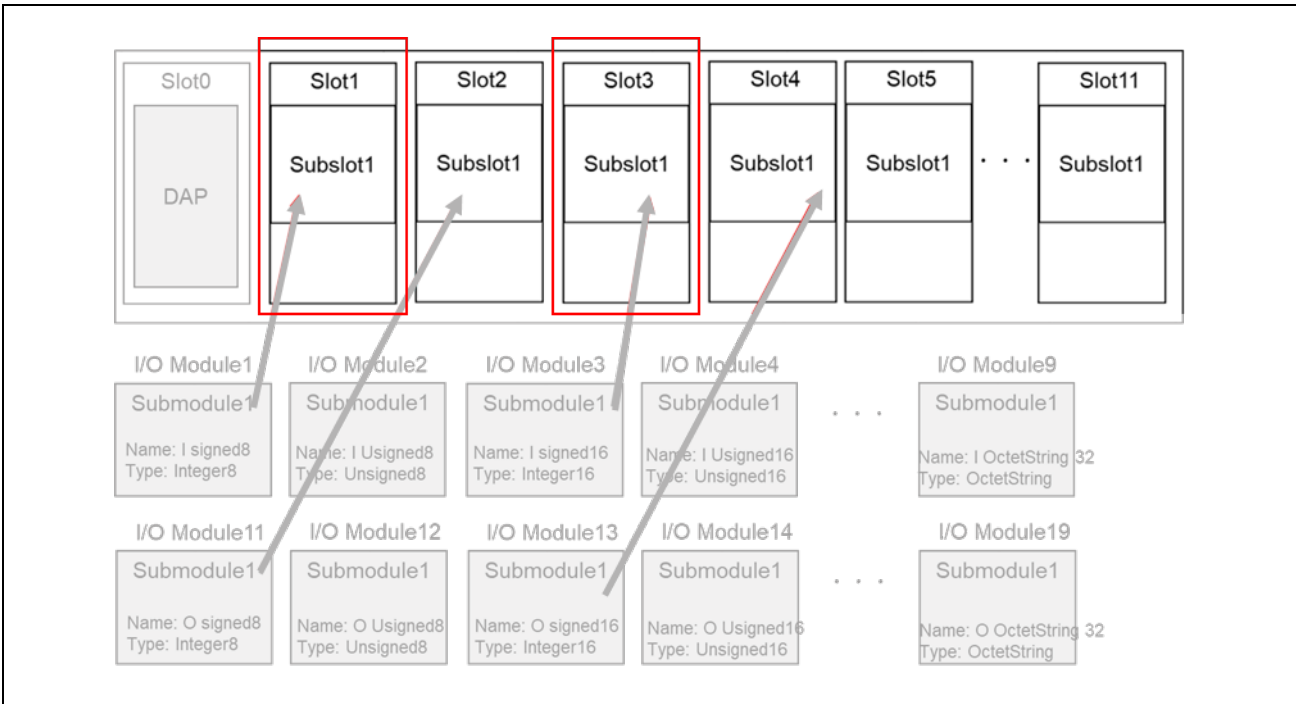 Slot0 Slot1 Slot2 Slot3 Slot4 Slot5 Slot11
DAP Subslot1 Subslot1 Subslot1 Subslot1 Subslot1 . . . Subslot1
I/O Module1 I/O Module2 I/O Module3 I/O Module4 I/O Module9
Submodule1 Submodule1 Submodule1 Submodule1 . . . Submodule1
Name: I signed8 Name: I Usigned8 Name: I signed16 Name: I Usigned16 Name: I OctetString 32
Type: Integer8 Type: Unsigned8 Type: Integer16 Type: Unsigned16 Type: OctetString
I/O Module11 I/O Module12 I/O Module13 I/O Module14 I/O Module19
Submodule1 Submodule1 Submodule1 Submodule1 . . . Submodule1
Name: O signed8 Name: O Usigned8 Name: O signed16 Name: O Usigned16 Name: O OctetString 32
Type: Integer8 Type: Unsigned8 Type: Integer16 Type: Unsigned16 Type: OctetString